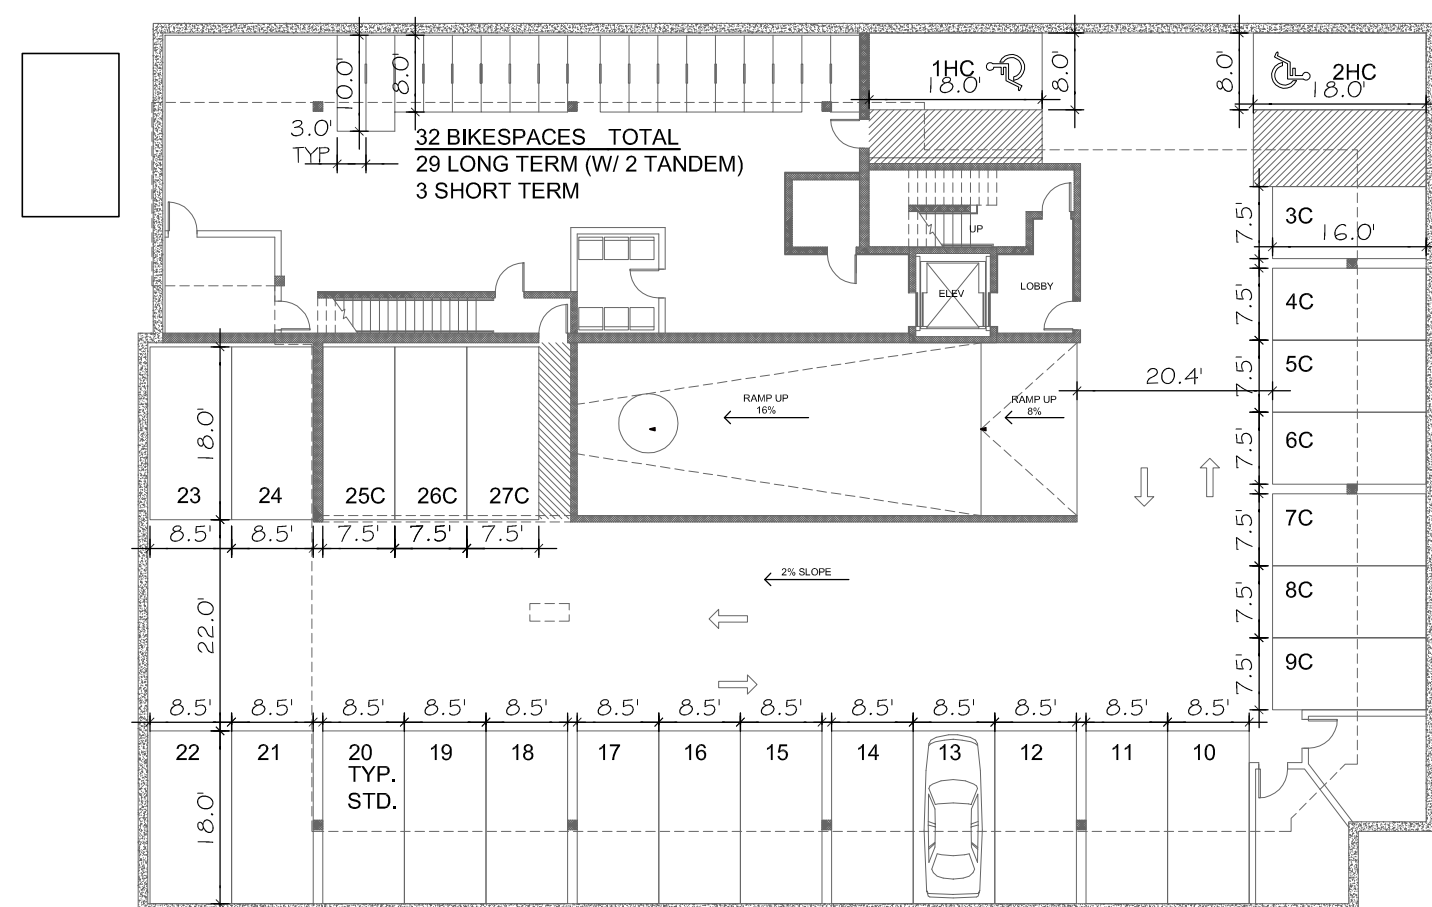 10.0'
8.0'
1HC
18.0'
8.0'
8.0'
2HC
18.0'
3.0'
TYP
32 BIKESPACES TOTAL
29 LONG TERM (W/ 2 TANDEM)
3 SHORT TERM
7.5'
3C
16.0'
UP
ELEV
LOBBY
7.5'
4C
7.5'
5C
20.4'
RAMP UP
16%
RAMP UP
8%
18.0'
7.5'
6C
23
24
25C
26C
27C
7.5'
7C
8.5'
8.5'
7.5'
7.5'
7.5'
2% SLOPE
7.5'
8C
22.0'
7.5'
9C
8.5'
8.5'
8.5'
8.5'
8.5'
8.5'
8.5'
8.5'
8.5'
8.5'
8.5'
8.5'
8.5'
22
21
20
19
18
17
16
15
14
13
12
11
10
TYP.
STD.
18.0'